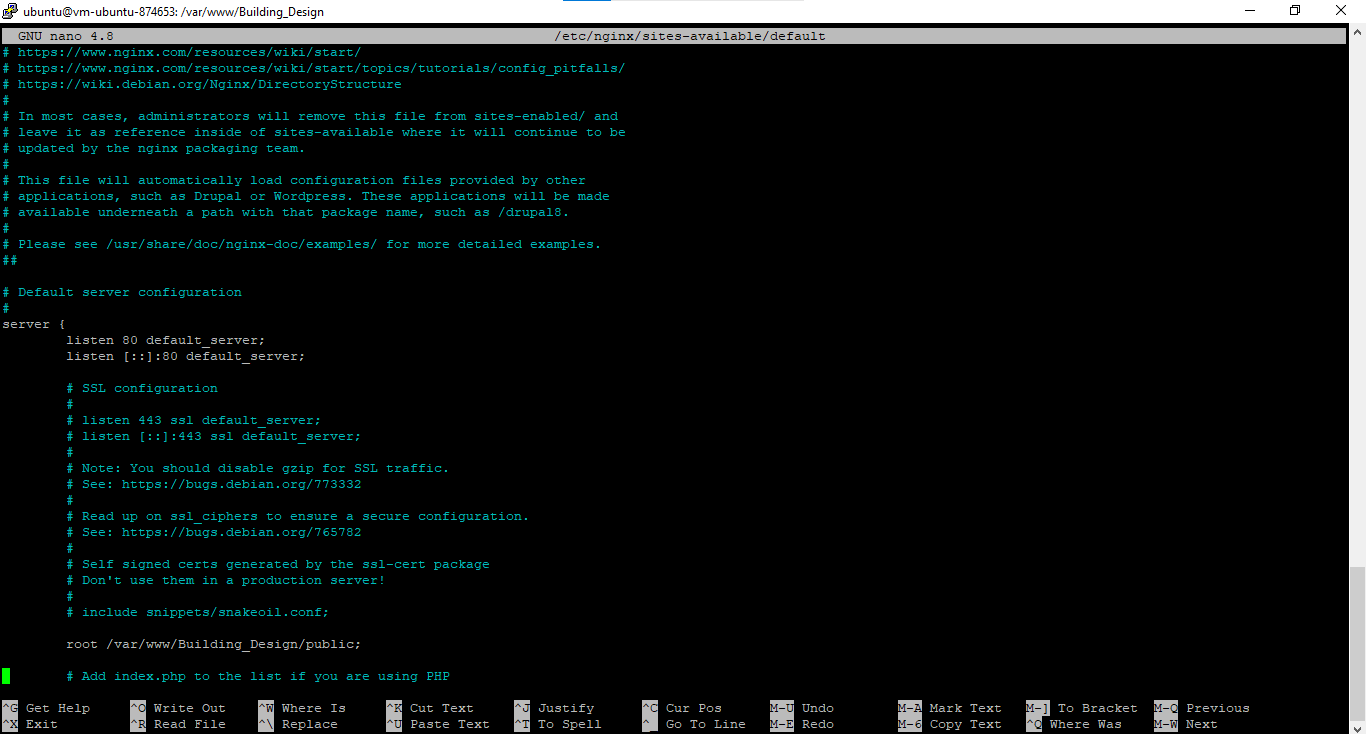 ubuntu@vm-ubuntu-874653: /var/www/Building_Design
GNU nano 4.8 /etc/nginx/sites-available/default
# https://www.nginx.com/resources/wiki/start/
# https://www.nginx.com/resources/wiki/start/topics/tutorials/config_pitfalls/
# https://wiki.debian.org/Nginx/DirectoryStructure
#
# In most cases, administrators will remove this file from sites-enabled/ and
# leave it as reference inside of sites-available where it will continue to be
# updated by the nginx packaging team.
#
# This file will automatically load configuration files provided by other
# applications, such as Drupal or Wordpress. These applications will be made
# available underneath a path with that package name, such as /drupal8.
#
# Please see /usr/share/doc/nginx-doc/examples/ for more detailed examples.
##
# Default server configuration
#
server {
listen 80 default_server;
listen [::]:80 default_server;
# SSL configuration
#
# listen 443 ssl default_server;
# listen [::]:443 ssl default_server;
#
# Note: You should disable gzip for SSL traffic.
# See: https://bugs.debian.org/773332
#
# Read up on ssl_ciphers to ensure a secure configuration.
# See: https://bugs.debian.org/765782
#
# Self signed certs generated by the ssl-cert package
# Don't use them in a production server!
#
# include snippets/snakeoil.conf;
root /var/www/Building_Design/public;
# Add index.php to the list if you are using PHP
^G Get Help ^O Write Out ^W Where Is ^K Cut Text ^J Justify ^C Cur Pos M-U Undo M-A Mark Text M-] To Bracket M-Q Previous
^X Exit ^R Read File ^\ Replace ^U Paste Text ^T To Spell ^_ Go To Line M-E Redo M-6 Copy Text ^Q Where Was M-W Next